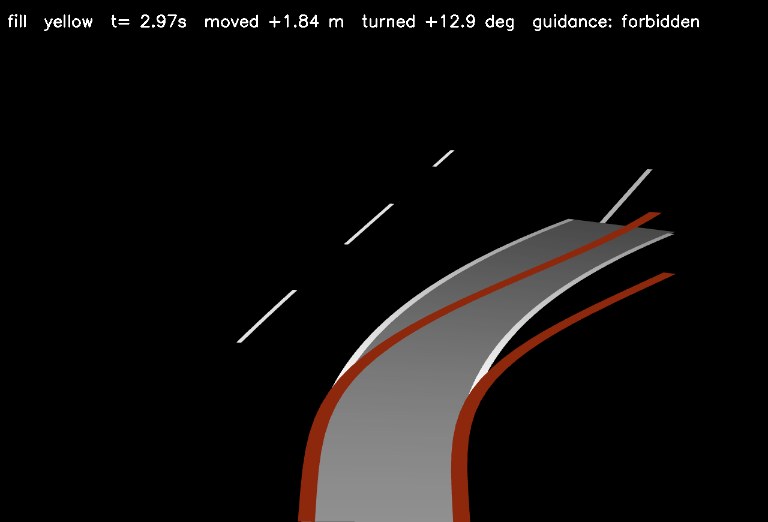 fill yellow t= 2.97s moved +1.84 m turned +12.9 deg guidance: forbidden